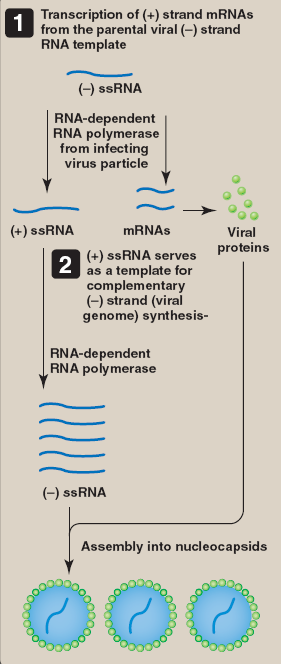 1 Transcription of (+) strand mRNAs
from the parental viral (–) strand
RNA template
(–) ssRNA
RNA-dependent
RNA polymerase
from infecting
virus particle
(+) ssRNA
mRNAs
Viral
proteins
2 (+) ssRNA serves
as a template for
complementary
(–) strand (viral
genome) synthesis-
RNA-dependent
RNA polymerase
(–) ssRNA
Assembly into nucleocapsids